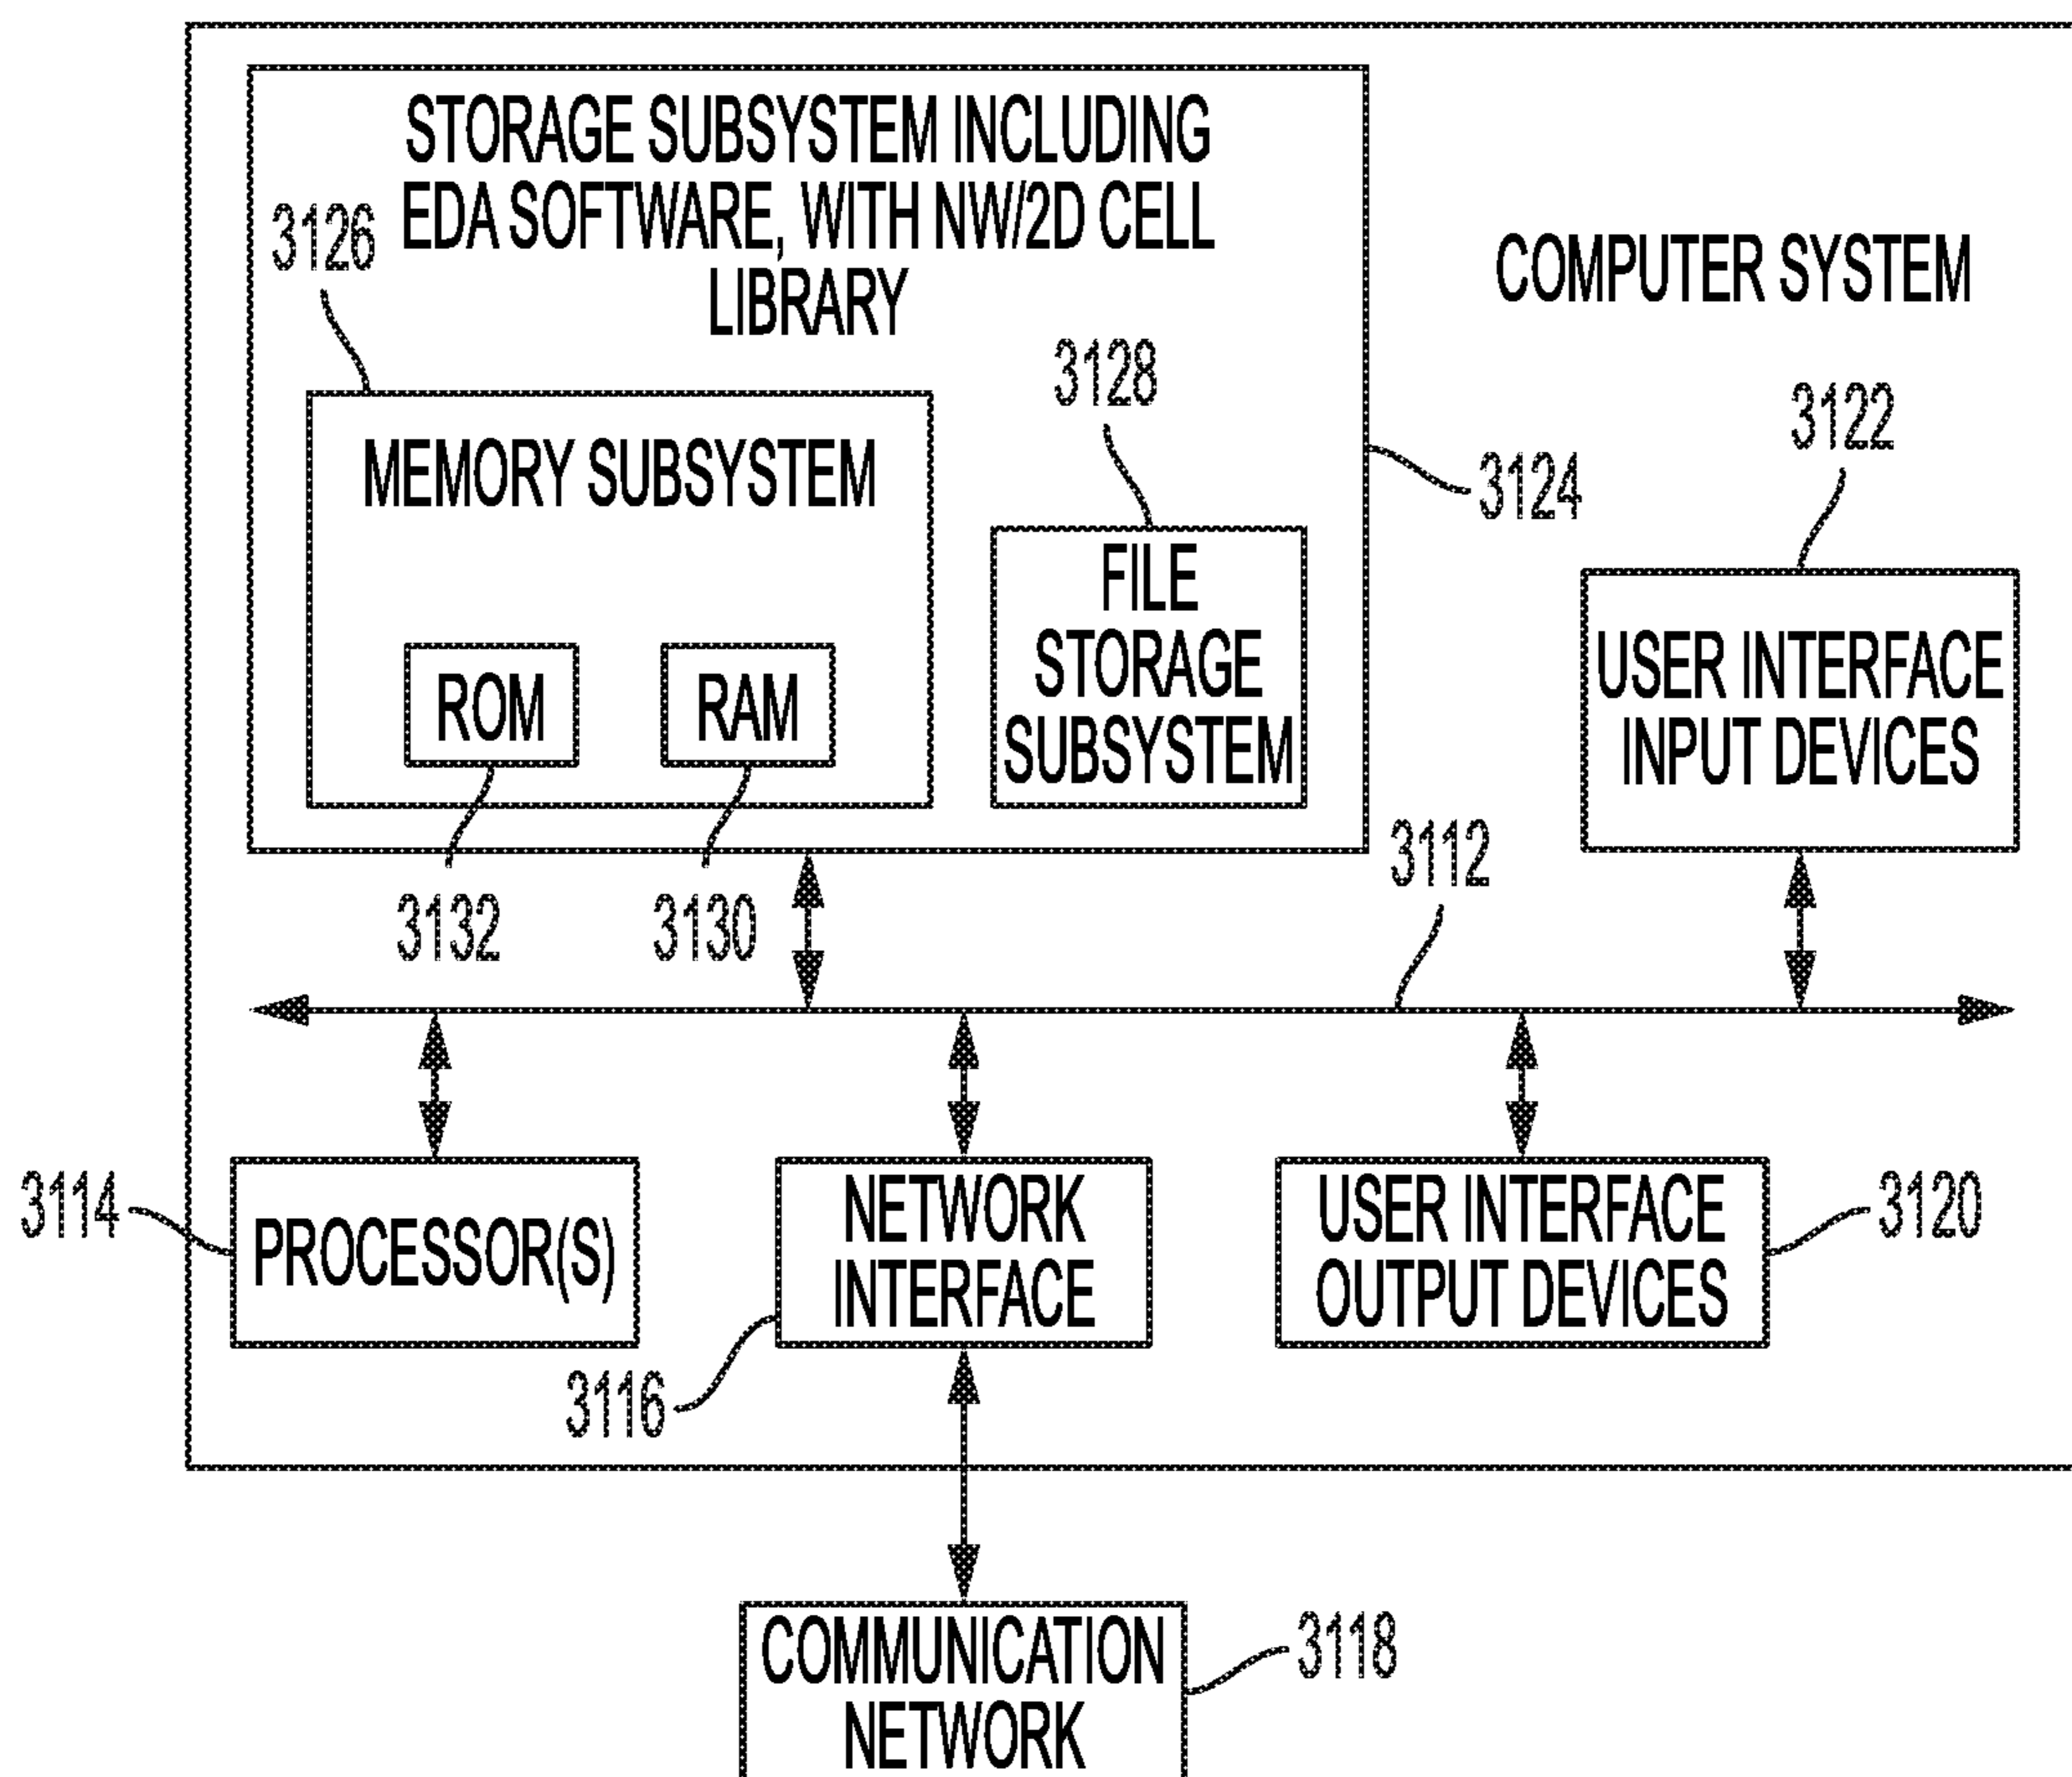 STORAGE SUBSYSTEM INCLUDING
EDA SOFTWARE, WITH NW/2D CELL
LIBRARY
3126
COMPUTER SYSTEM
3128
3122
MEMORY SUBSYSTEM
3124
FILE
STORAGE
SUBSYSTEM
USER INTERFACE
INPUT DEVICES
ROM
RAM
3112
3132
3130
3114
PROCESSOR(S)
NETWORK
INTERFACE
USER INTERFACE
OUTPUT DEVICES
3120
3116
COMMUNICATION
NETWORK
3118